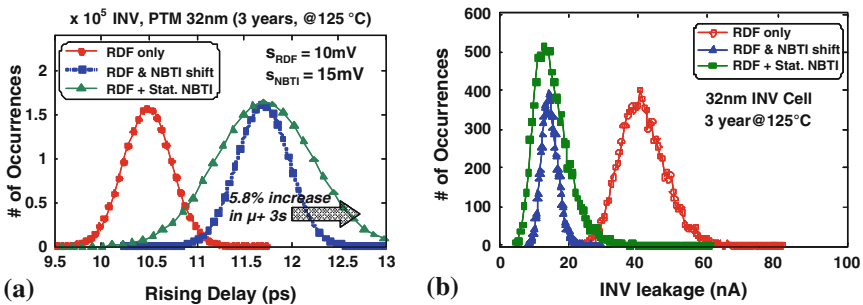 x 10⁵ INV, PTM 32nm (3 years, @125 °C)
# of Occurrences
2
1.5
1
0.5
0
RDF only
RDF & NBTI shift
RDF + Stat. NBTI
s_RDF = 10mV
s_NBTI = 15mV
5.8% increase
in μ+ 3s
9.5 10 10.5 11 11.5 12 12.5 13
Rising Delay (ps)
(a)
# of Occurrences
600
500
400
300
200
100
0
RDF only
RDF & NBTI shift
RDF + Stat. NBTI
32nm INV Cell
3 year@125°C
0 20 40 60 80 100
INV leakage (nA)
(b)